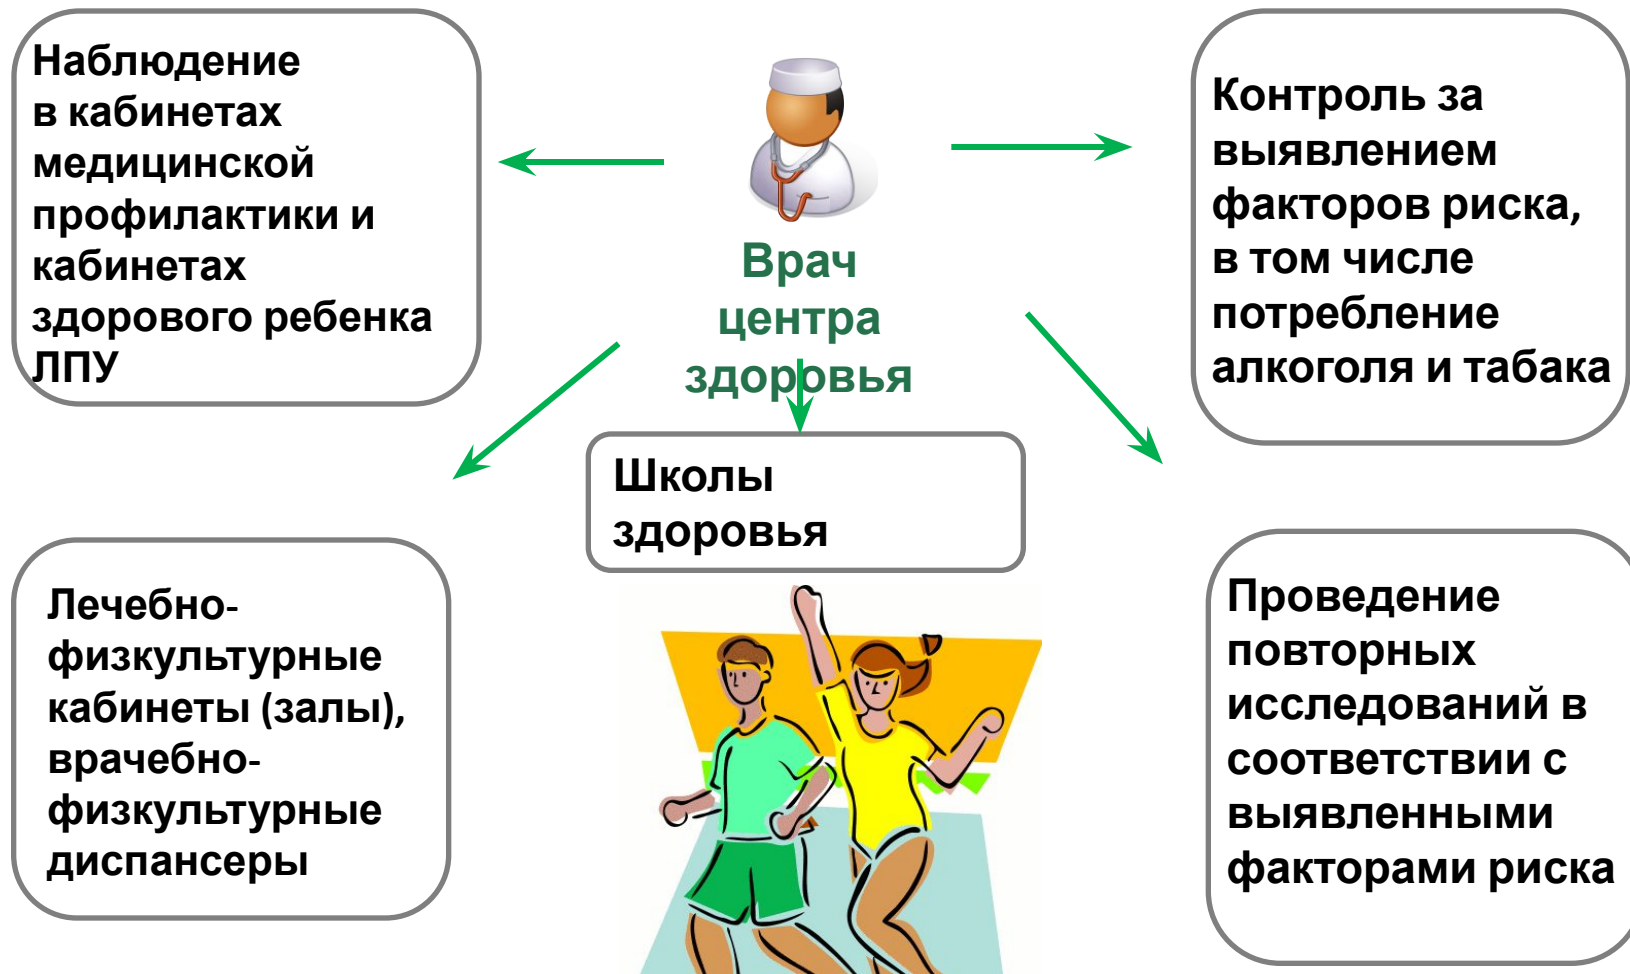 Наблюдение
в кабинетах
медицинской
профилактики и
кабинетах
здорового ребенка
ЛПУ
Врач
центра
здоровья
Контроль за
выявлением
факторов риска,
в том числе
потребление
алкоголя и табака
Школы
здоровья
Лечебно-
физкультурные
кабинеты (залы),
врачебно-
физкультурные
диспансеры
Проведение
повторных
исследований в
соответствии с
выявленными
факторами риска